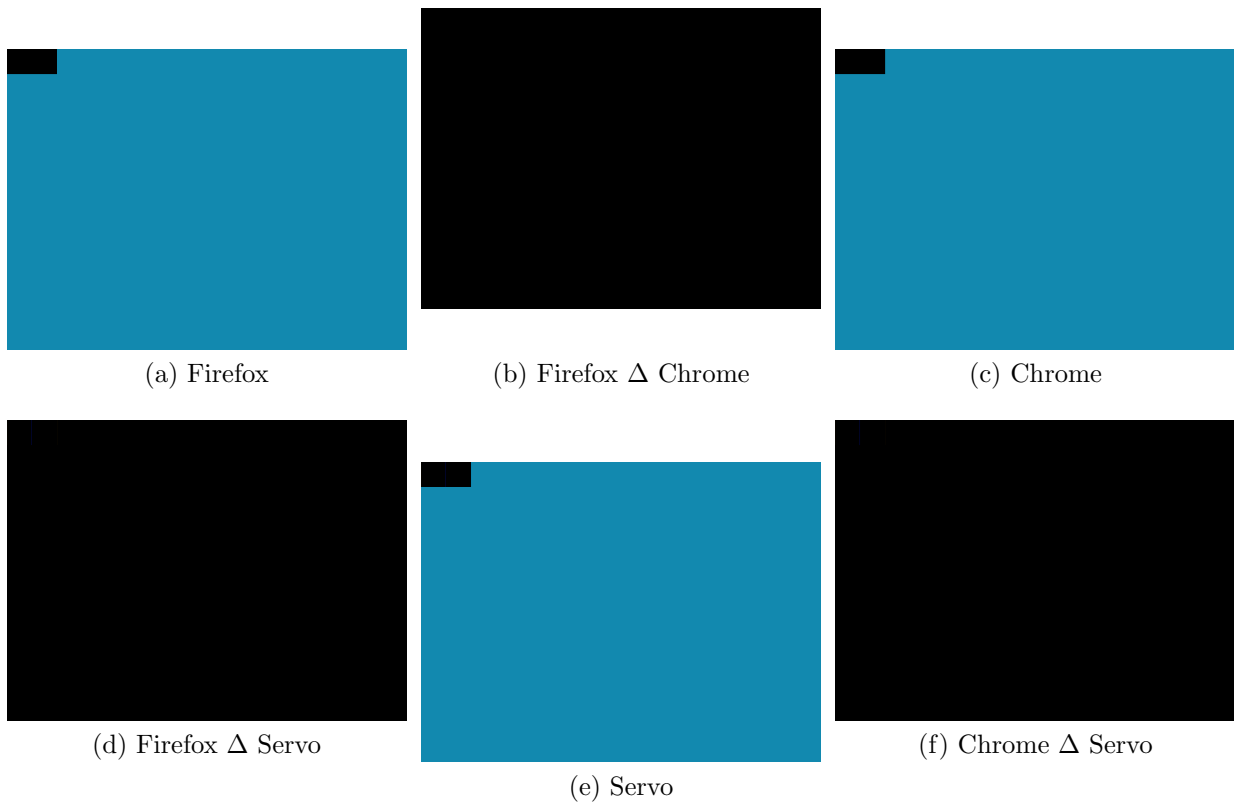 (a) Firefox
(b) Firefox Δ Chrome
(c) Chrome
(d) Firefox Δ Servo
(e) Servo
(f) Chrome Δ Servo